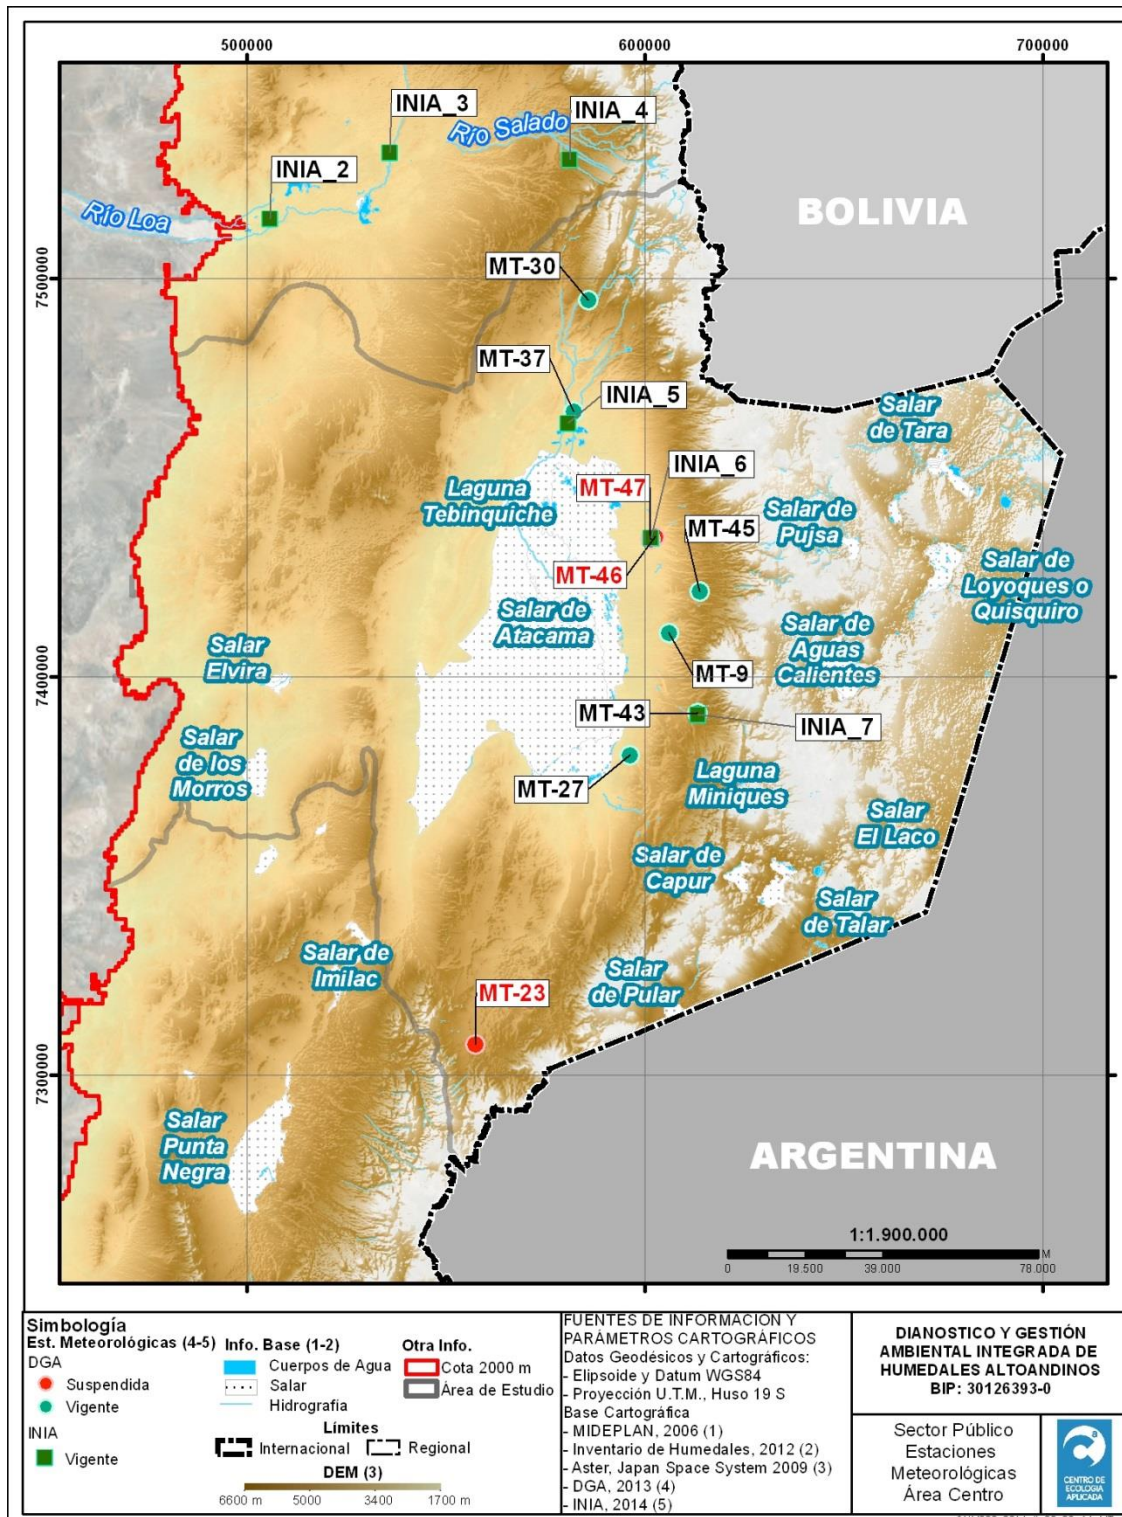 500000
600000
700000
7500000
7400000
7300000
INIA_3
INIA_4
Río Salado
INIA_2
Río Loa
BOLIVIA
MT-30
MT-37
INIA_5
Salar
de Tara
INIA_6
Laguna
Tebinquiche
MT-47
MT-45
Salar de
Pujsa
MT-46
Salar de
Loyoques o
Quisquiro
Salar de
Atacama
Salar de
Aguas
Calientes
Salar
Elvira
MT-9
MT-43
INIA_7
Salar
de los
Morros
MT-27
Laguna
Miniques
Salar
El Laco
Salar de
Capur
Salar
de Talar
Salar de
Imilac
Salar
de Pular
MT-23
Salar
Punta
Negra
ARGENTINA
1:1.900.000
M
0 19.500 39.000 78.000
Simbología
Est. Meteorológicas (4-5)
DGA
Suspendida
Vigente
INIA
Vigente
Info. Base (1-2)
Cuerpos de Agua
Salar
Hidrografía
Otra Info.
Cota 2000 m
Área de Estudio
Límites
Internacional Regional
DEM (3)
6600 m 5000 3400 1700 m
FUENTES DE INFORMACION Y
PARÁMETROS CARTOGRÁFICOS
Datos Geodésicos y Cartográficos:
- Elipsoide y Datum WGS84
- Proyección U.T.M., Huso 19 S
Base Cartográfica
- MIDEPLAN, 2006 (1)
- Inventario de Humedales, 2012 (2)
- Aster, Japan Space System 2009 (3)
- DGA, 2013 (4)
- INIA, 2014 (5)
DIANOSTICO Y GESTIÓN
AMBIENTAL INTEGRADA DE
HUMEDALES ALTOANDINOS
BIP: 30126393-0
Sector Público
Estaciones
Meteorológicas
Área Centro
CENTRO DE
ECOLOGIA
APLICADA